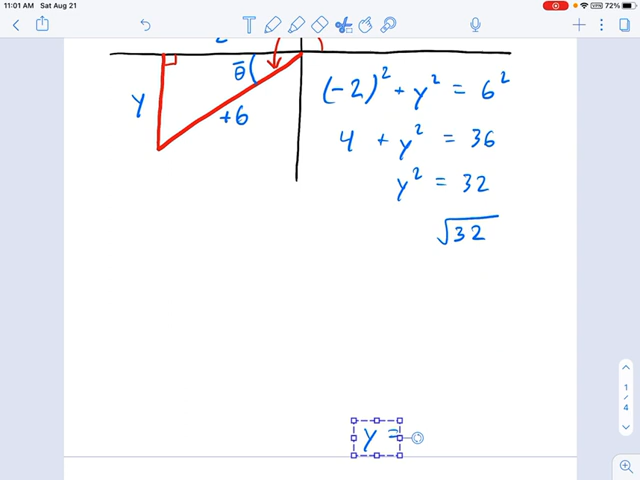 11:01 AM Sat Aug 21
72%
T
θ̅
y
+6
(-2)² + y² = 6²
4 + y² = 36
y² = 32
√32
y =
1
/
4